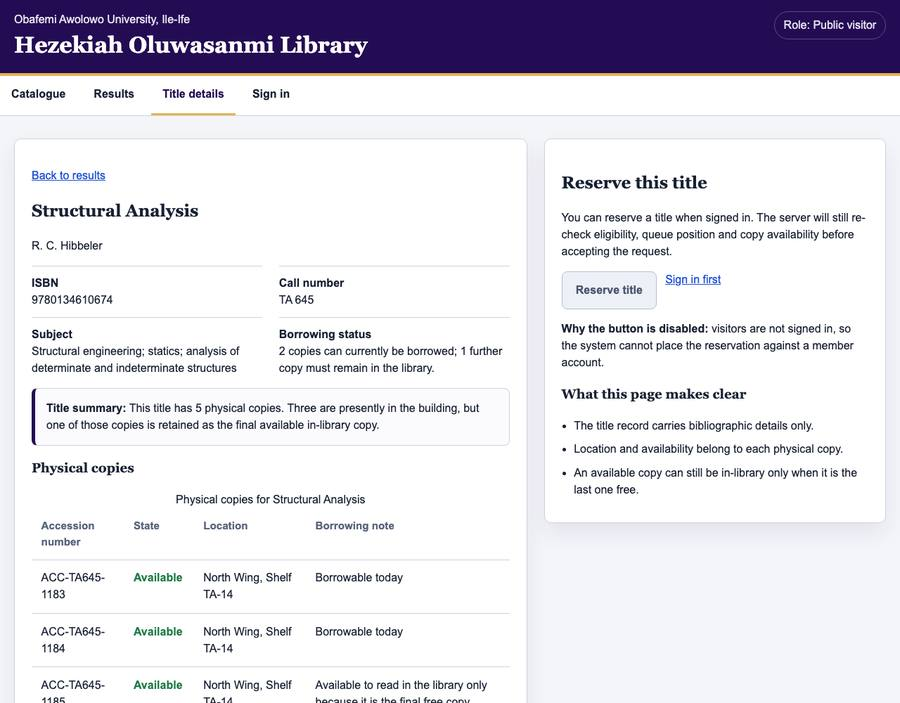 Obafemi Awolowo University, Ile-Ife
Hezekiah Oluwasanmi Library
Role: Public visitor
Catalogue
Results
Title details
Sign in
Back to results
Structural Analysis
R. C. Hibbeler
ISBN
9780134610674
Call number
TA 645
Subject
Structural engineering; statics; analysis of
determinate and indeterminate structures
Borrowing status
2 copies can currently be borrowed; 1 further
copy must remain in the library.
Title summary: This title has 5 physical copies. Three are presently in the building, but
one of those copies is retained as the final available in-library copy.
Physical copies
Physical copies for Structural Analysis
Accession
number
State
Location
Borrowing note
ACC-TA645-
1183
Available
North Wing, Shelf
TA-14
Borrowable today
ACC-TA645-
1184
Available
North Wing, Shelf
TA-14
Borrowable today
ACC-TA645-
1185
Available
North Wing, Shelf
TA-14
Available to read in the library only
because it is the final free copy
Reserve this title
You can reserve a title when signed in. The server will still re-
check eligibility, queue position and copy availability before
accepting the request.
Reserve title
Sign in first
Why the button is disabled: visitors are not signed in, so
the system cannot place the reservation against a member
account.
What this page makes clear
• The title record carries bibliographic details only.
• Location and availability belong to each physical copy.
• An available copy can still be in-library only when it is the
last one free.